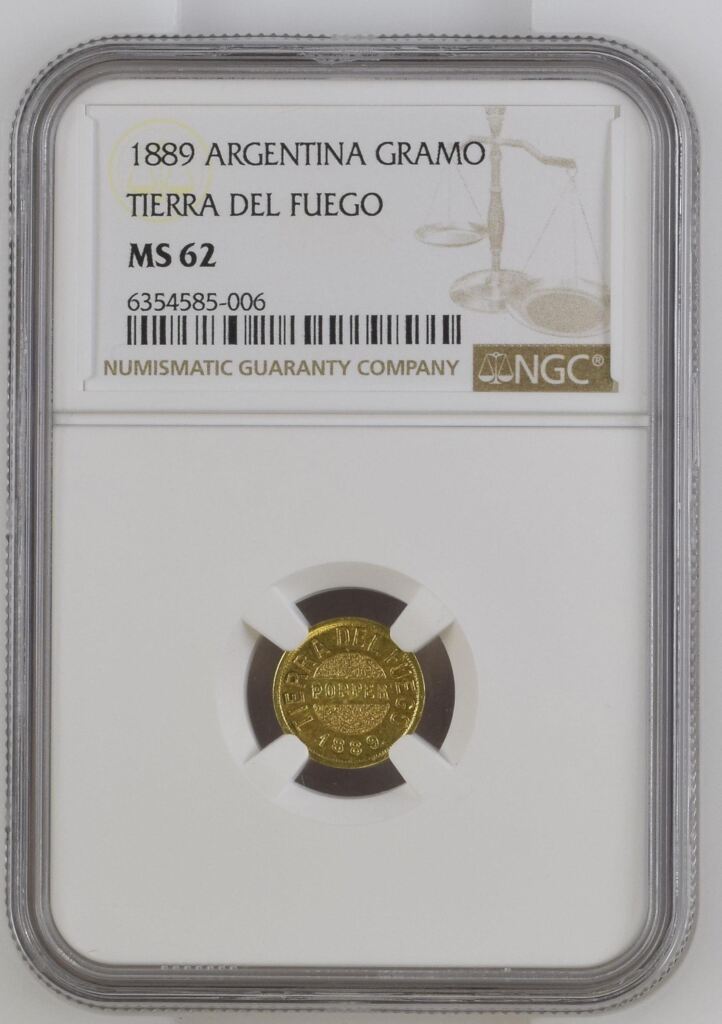 1889 ARGENTINA GRAMO
TIERRA DEL FUEGO
MS 62
6354585-006
NUMISMATIC GUARANTY COMPANY
NGC®
TIERRA DEL FUEGO
POPPER
1889